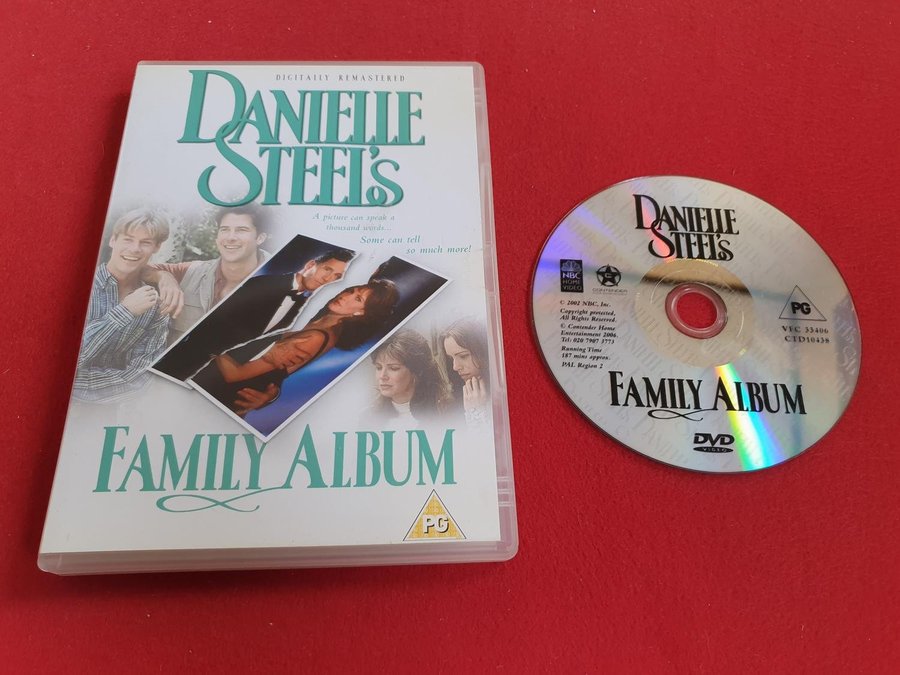 DIGITALLY REMASTERED
DANIELLE
STEEL'S
A picture can speak a
thousand words...
Some can tell
so much more!
FAMILY ALBUM
PG
DANIELLE
STEEL'S
NBC
HOME
VIDEO
CONTENDER
© 2002 NBC, Inc.
Copyright protected,
All Rights Reserved.
© Contender Home
Entertainment 2006.
Tel: 020 7907 3773
Running Time
187 mins approx.
PAL Region 2
PG
VFC 33406
CTD10438
FAMILY ALBUM
DVD
VIDEO